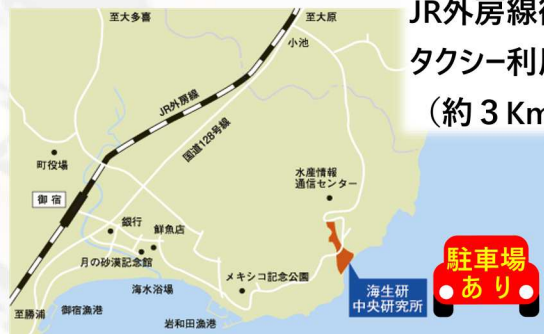 JR外房線
タクシー利
（約３Km
至大多喜
至大原
小池
JR外房線
国道128号線
町役場
水産情報
通信センター
御宿
銀行
鮮魚店
月の砂漠記念館
メキシコ記念公園
海水浴場
海生研
中央研究所
駐車場
あり
至勝浦
御宿漁港
岩和田漁港